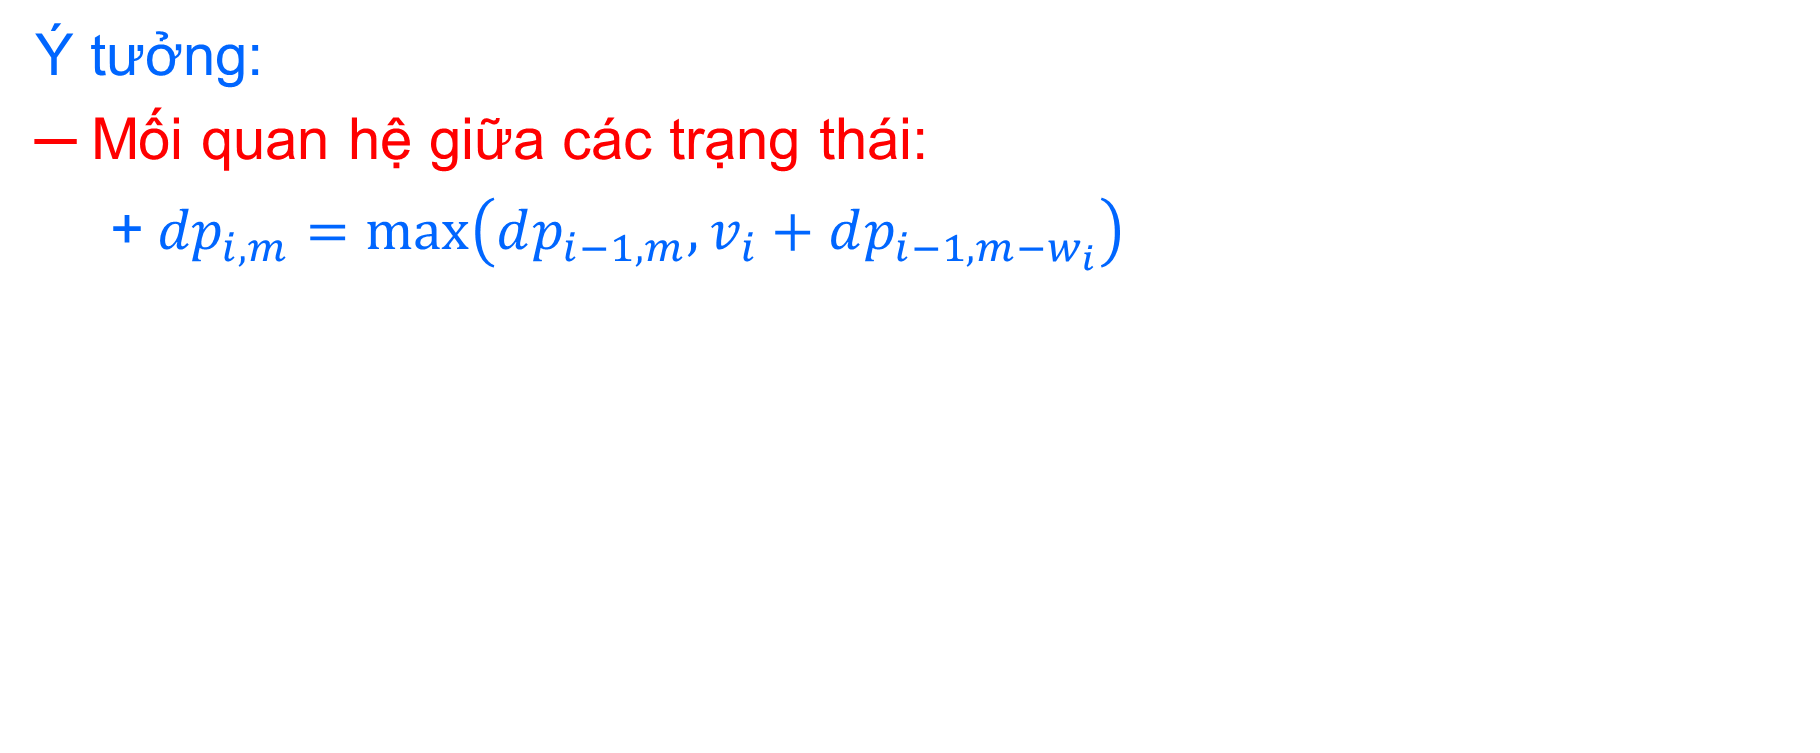 Ý tưởng:
— Mối quan hệ giữa các trạng thái:
+ $dp_{i,m} = \max(dp_{i-1,m}, v_i + dp_{i-1,m-w_i})$